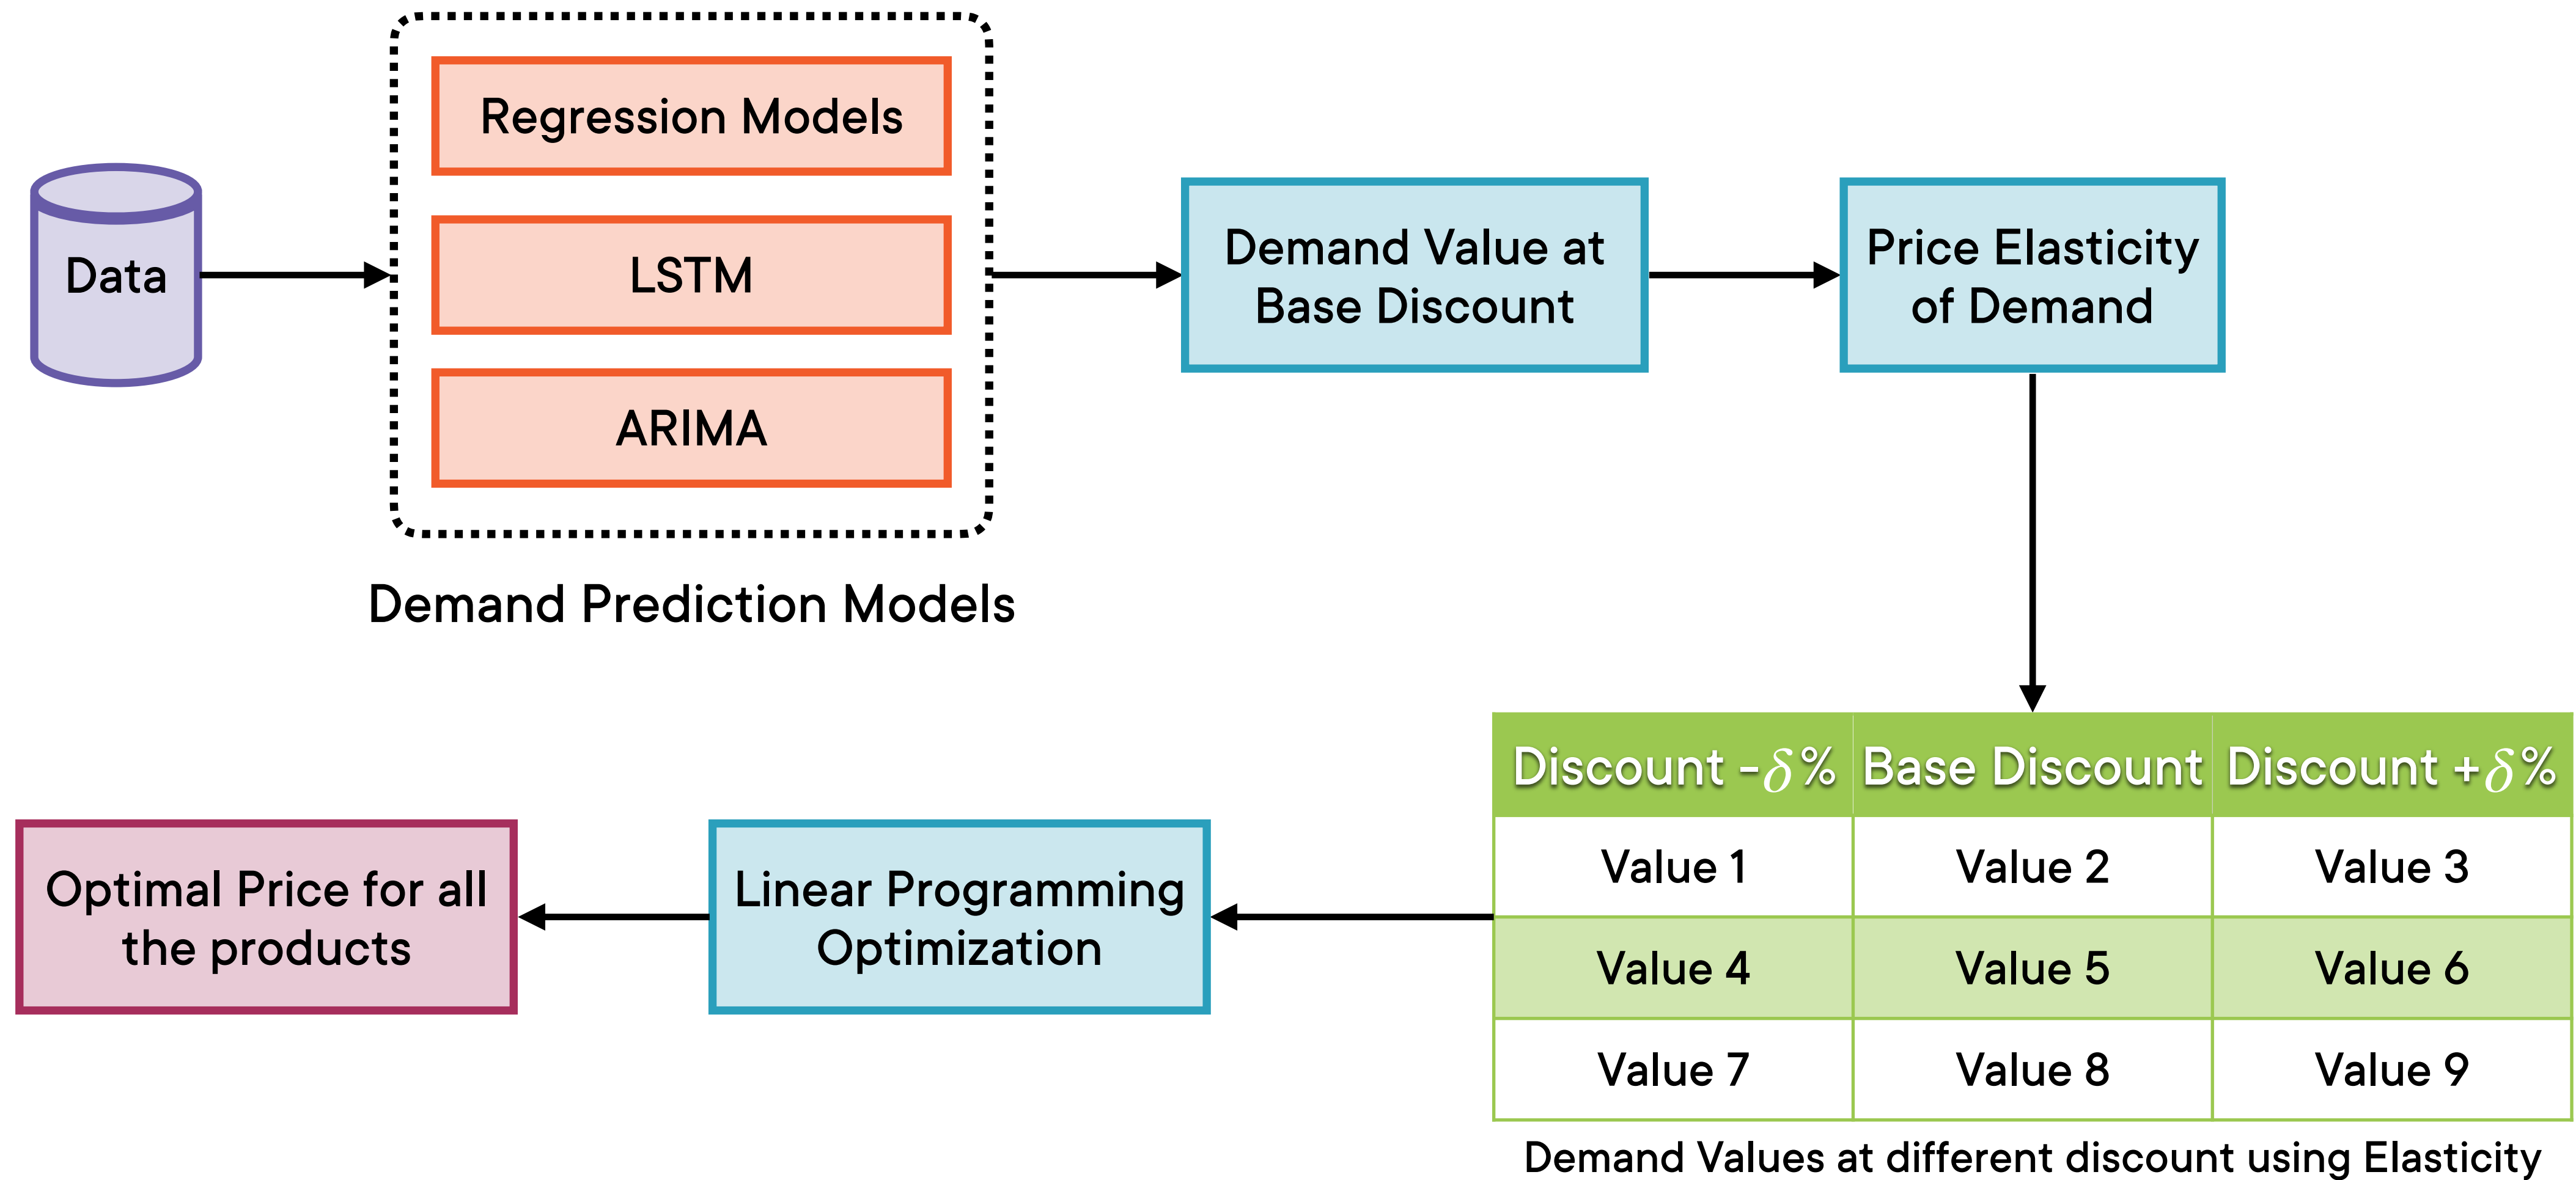 Data
Regression Models
LSTM
ARIMA
Demand Prediction Models
Demand Value at
Base Discount
Price Elasticity
of Demand
Discount -δ% Base Discount Discount +δ%
Value 1 Value 2 Value 3
Value 4 Value 5 Value 6
Value 7 Value 8 Value 9
Demand Values at different discount using Elasticity
Linear Programming
Optimization
Optimal Price for all
the products